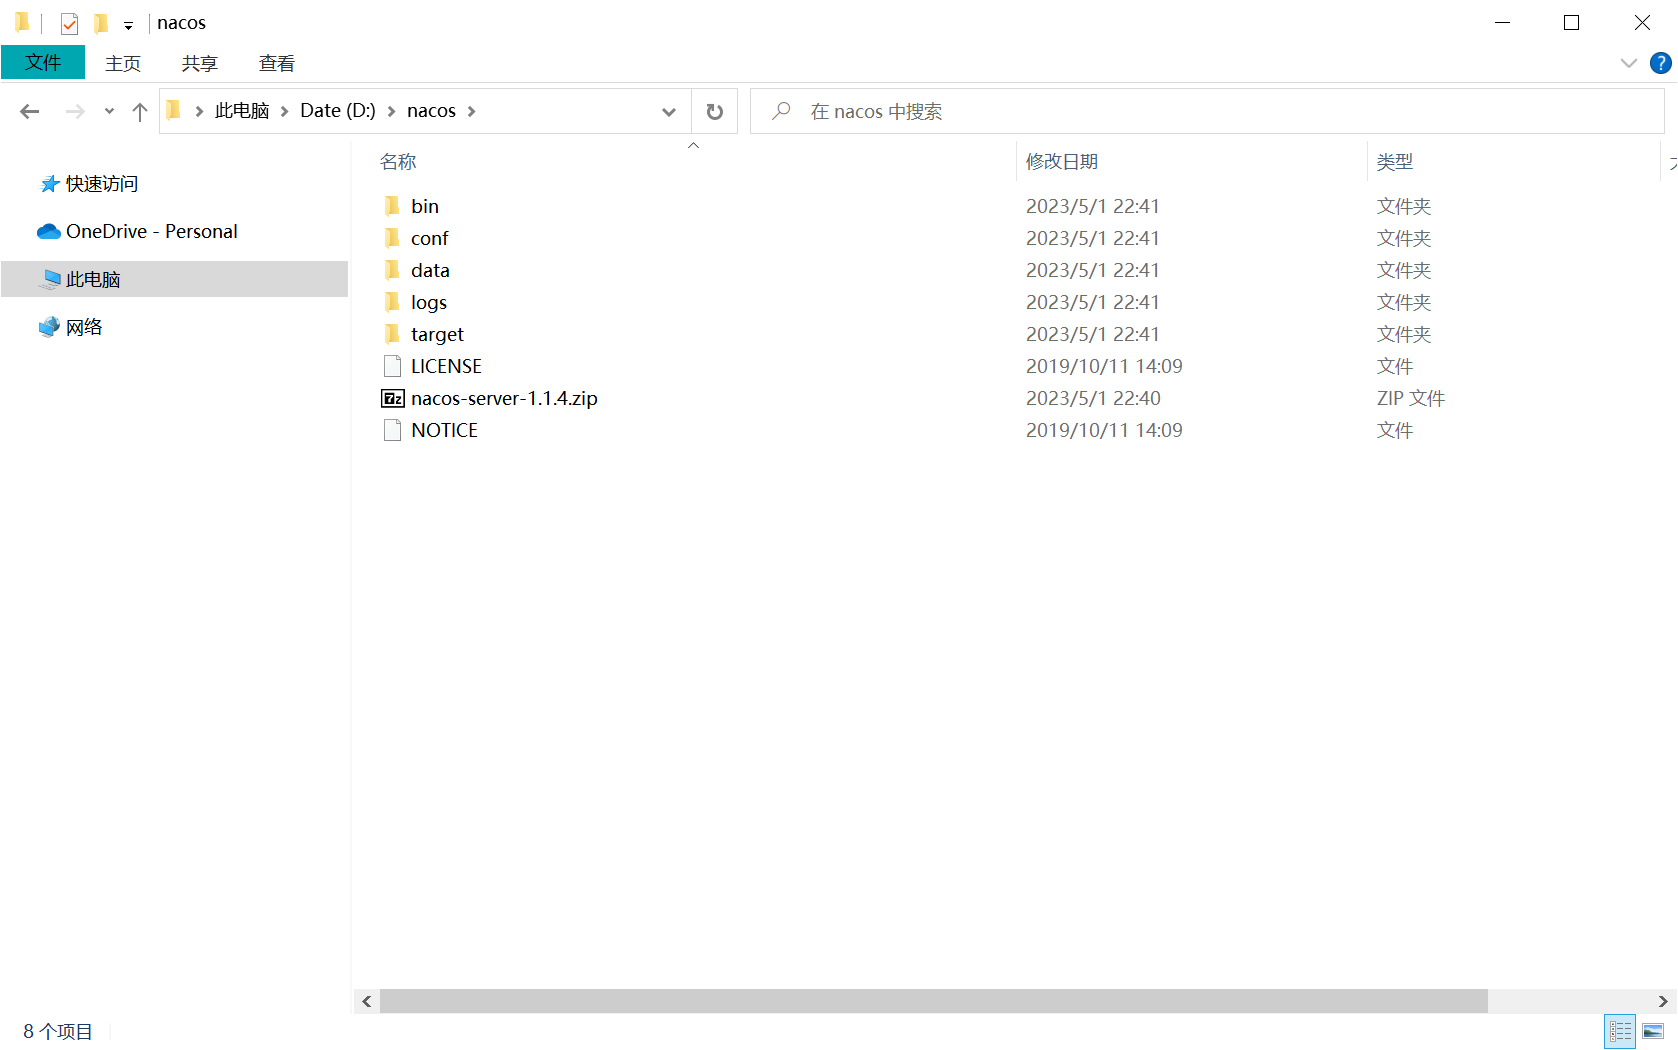 nacos
文件 主页 共享 查看
此电脑 Date (D:) nacos 在 nacos 中搜索
名称 修改日期 类型
快速访问
OneDrive - Personal
此电脑
网络
bin 2023/5/1 22:41 文件夹
conf 2023/5/1 22:41 文件夹
data 2023/5/1 22:41 文件夹
logs 2023/5/1 22:41 文件夹
target 2023/5/1 22:41 文件夹
LICENSE 2019/10/11 14:09 文件
nacos-server-1.1.4.zip 2023/5/1 22:40 ZIP 文件
NOTICE 2019/10/11 14:09 文件
8 个项目